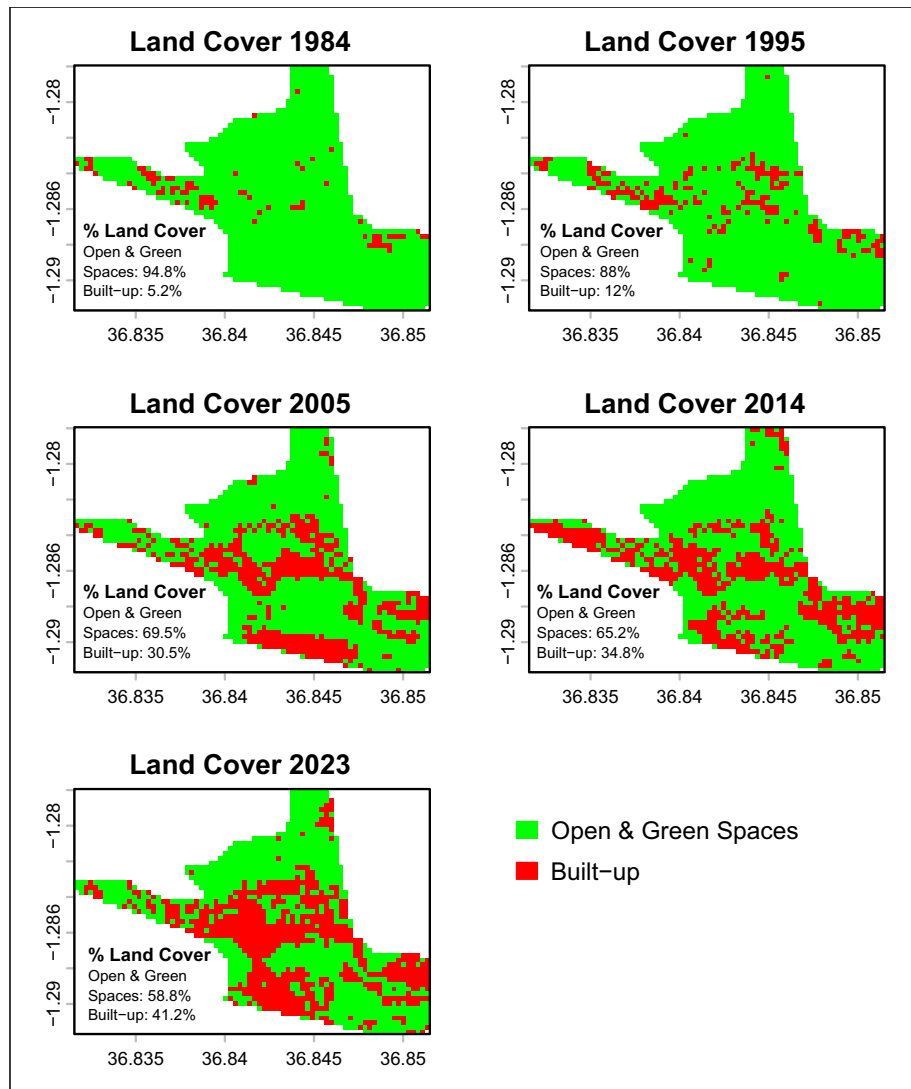 Land Cover 1984
−1.28
−1.286
−1.29
% Land Cover
Open & Green
Spaces: 94.8%
Built−up: 5.2%
36.835 36.84 36.845 36.85
Land Cover 1995
−1.28
−1.286
−1.29
% Land Cover
Open & Green
Spaces: 88%
Built−up: 12%
36.835 36.84 36.845 36.85
Land Cover 2005
−1.28
−1.286
−1.29
% Land Cover
Open & Green
Spaces: 69.5%
Built−up: 30.5%
36.835 36.84 36.845 36.85
Land Cover 2014
−1.28
−1.286
−1.29
% Land Cover
Open & Green
Spaces: 65.2%
Built−up: 34.8%
36.835 36.84 36.845 36.85
Land Cover 2023
−1.28
−1.286
−1.29
% Land Cover
Open & Green
Spaces: 58.8%
Built−up: 41.2%
36.835 36.84 36.845 36.85
Open & Green Spaces
Built−up